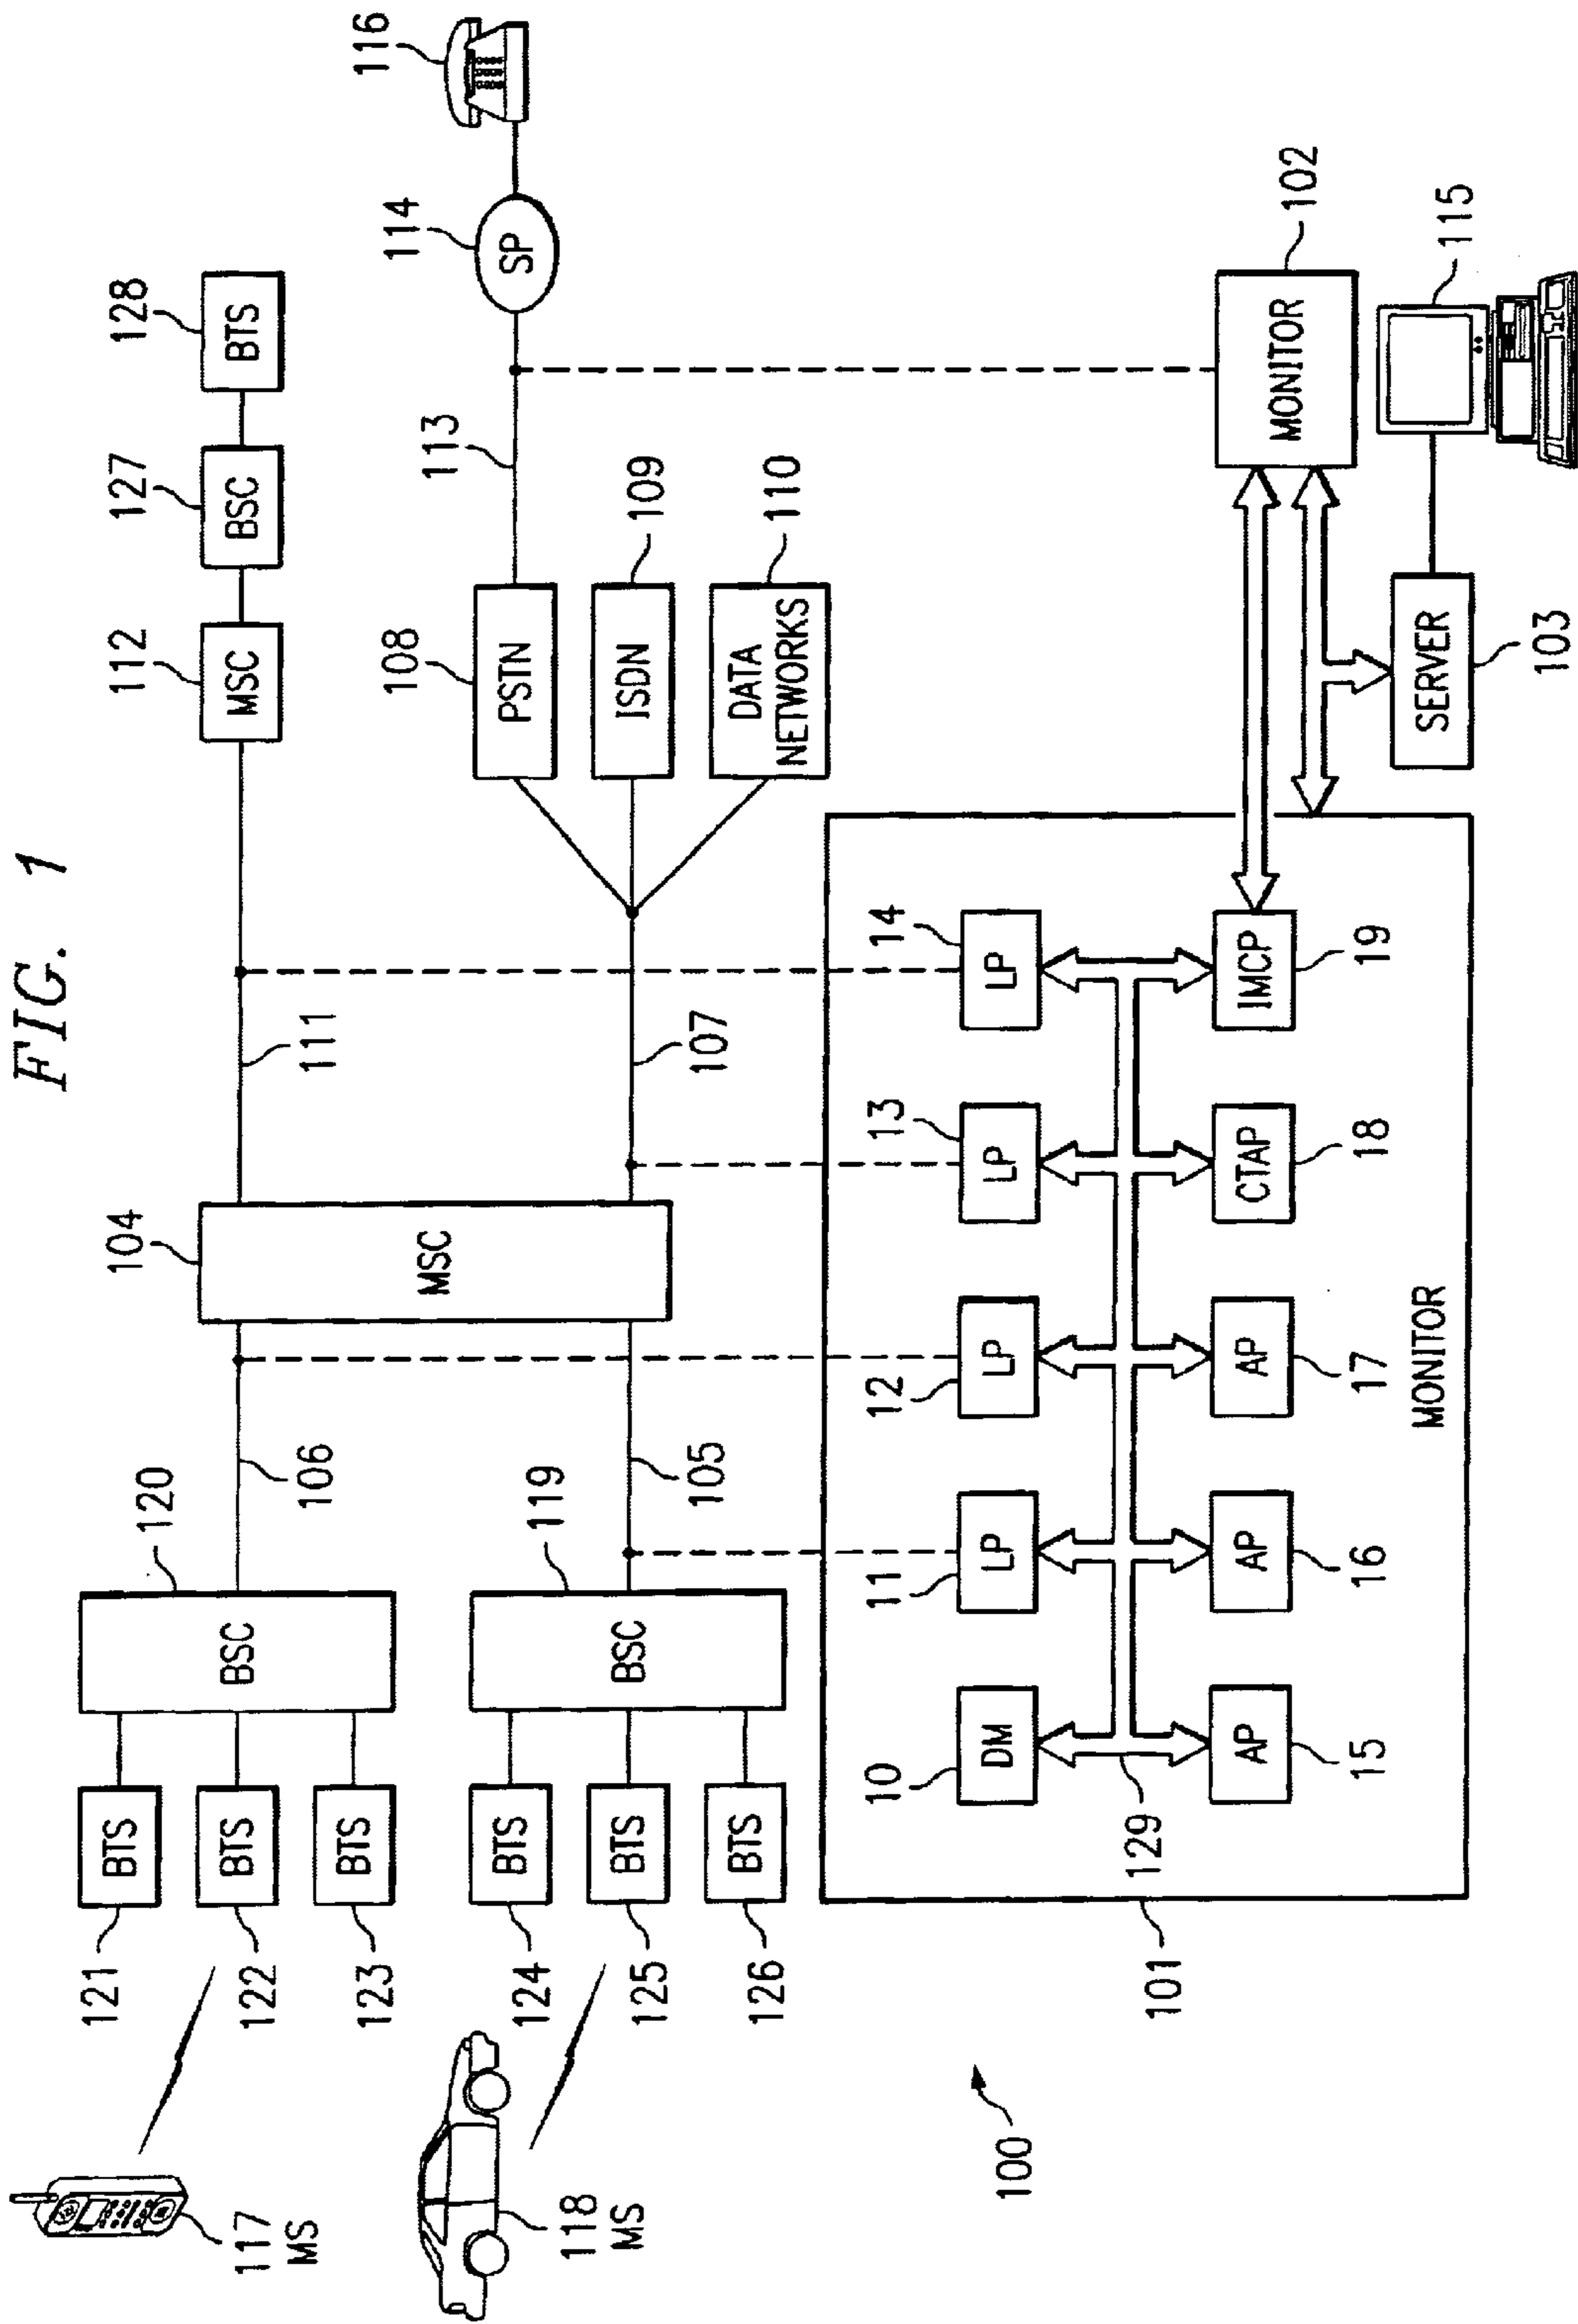 FIG. 1
116
114
SP
128
BTS
127
BSC
112
MSC
113
108
PSTN
109
ISDN
110
DATA
NETWORKS
111
107
104
MSC
106
105
120
BSC
119
BSC
121
BTS
122
BTS
123
BTS
124
BTS
125
BTS
126
BTS
117
MS
118
MS
100
101
MONITOR
10
DM
11
LP
12
LP
13
LP
14
LP
129
AP
15
AP
16
AP
17
CTAP
18
IMCP
19
MONITOR
102
SERVER
103
115